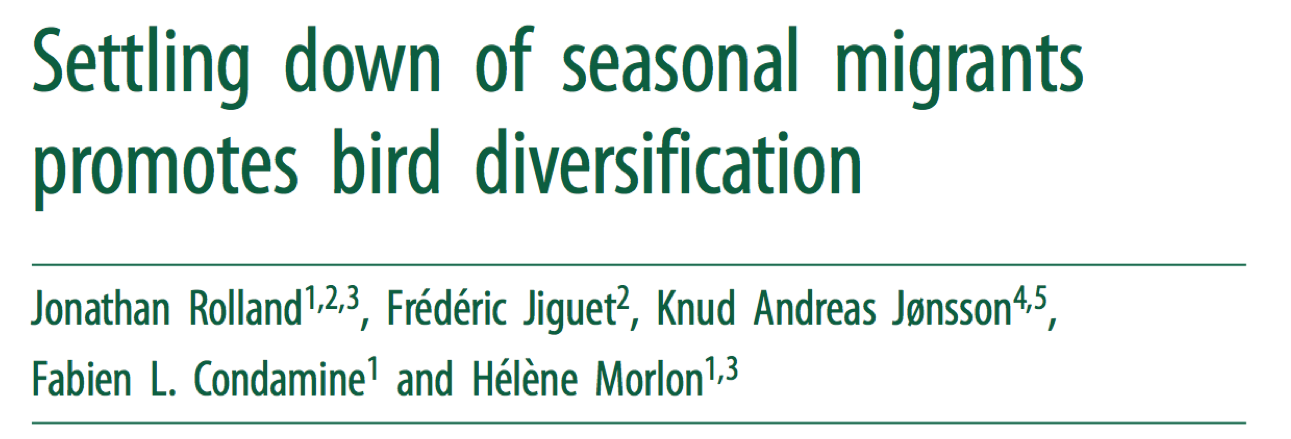 Settling down of seasonal migrants
promotes bird diversification
Jonathan Rolland1,2,3, Frédéric Jiguet2, Knud Andreas Jønsson4,5,
Fabien L. Condamine1 and Hélène Morlon1,3